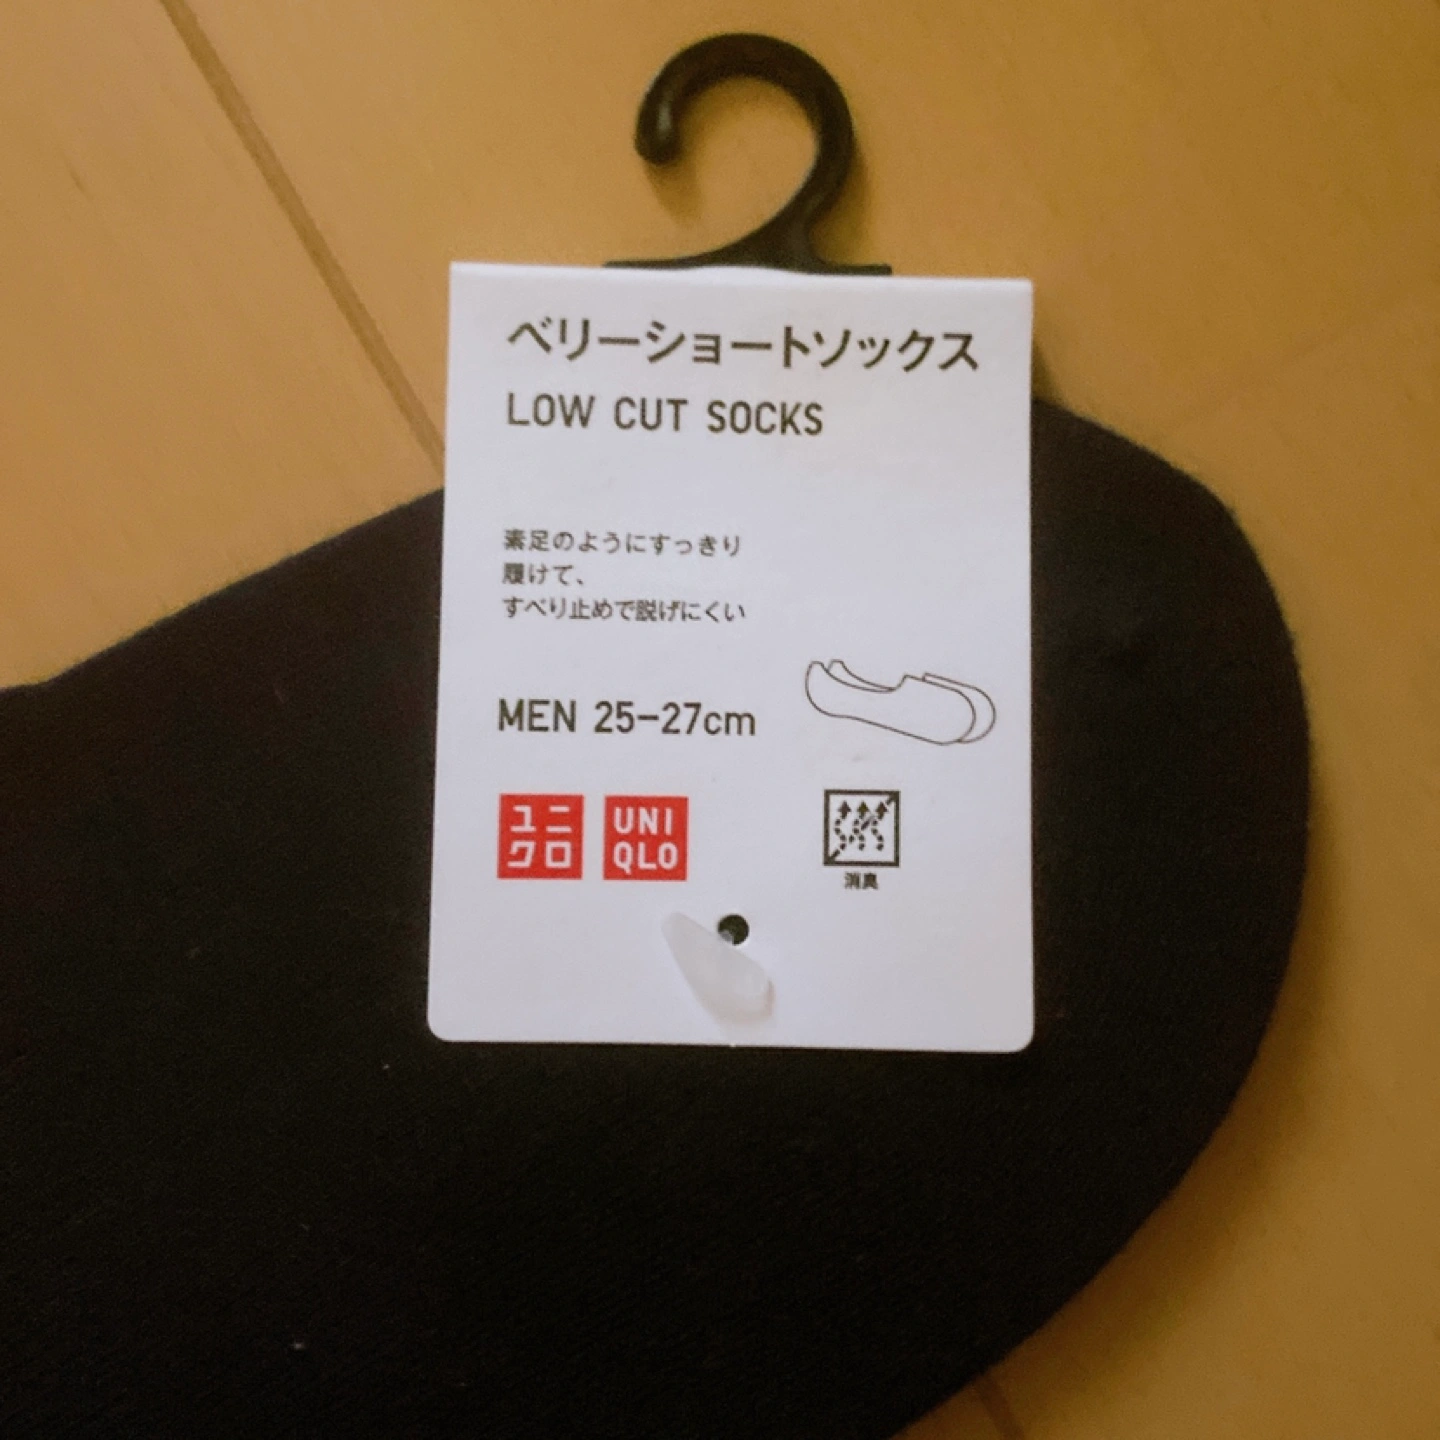 ベリーショートソックス
LOW CUT SOCKS
素足のようにすっきり
履けて、
すべり止めで脱げにくい
MEN 25-27cm
ユニ
クロ
UNI
QLO
消臭